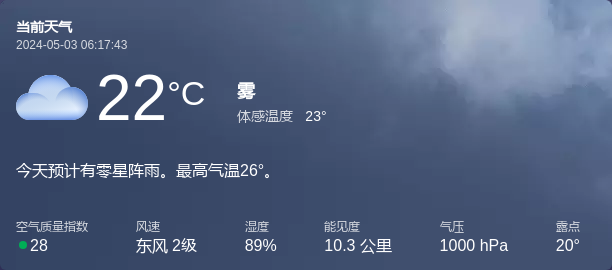 当前天气
2024-05-03 06:17:43
22°C
雾
体感温度 23°
今天预计有零星阵雨。最高气温26°。
空气质量指数 风速 湿度 能见度 气压 露点
28 东风 2级 89% 10.3 公里 1000 hPa 20°